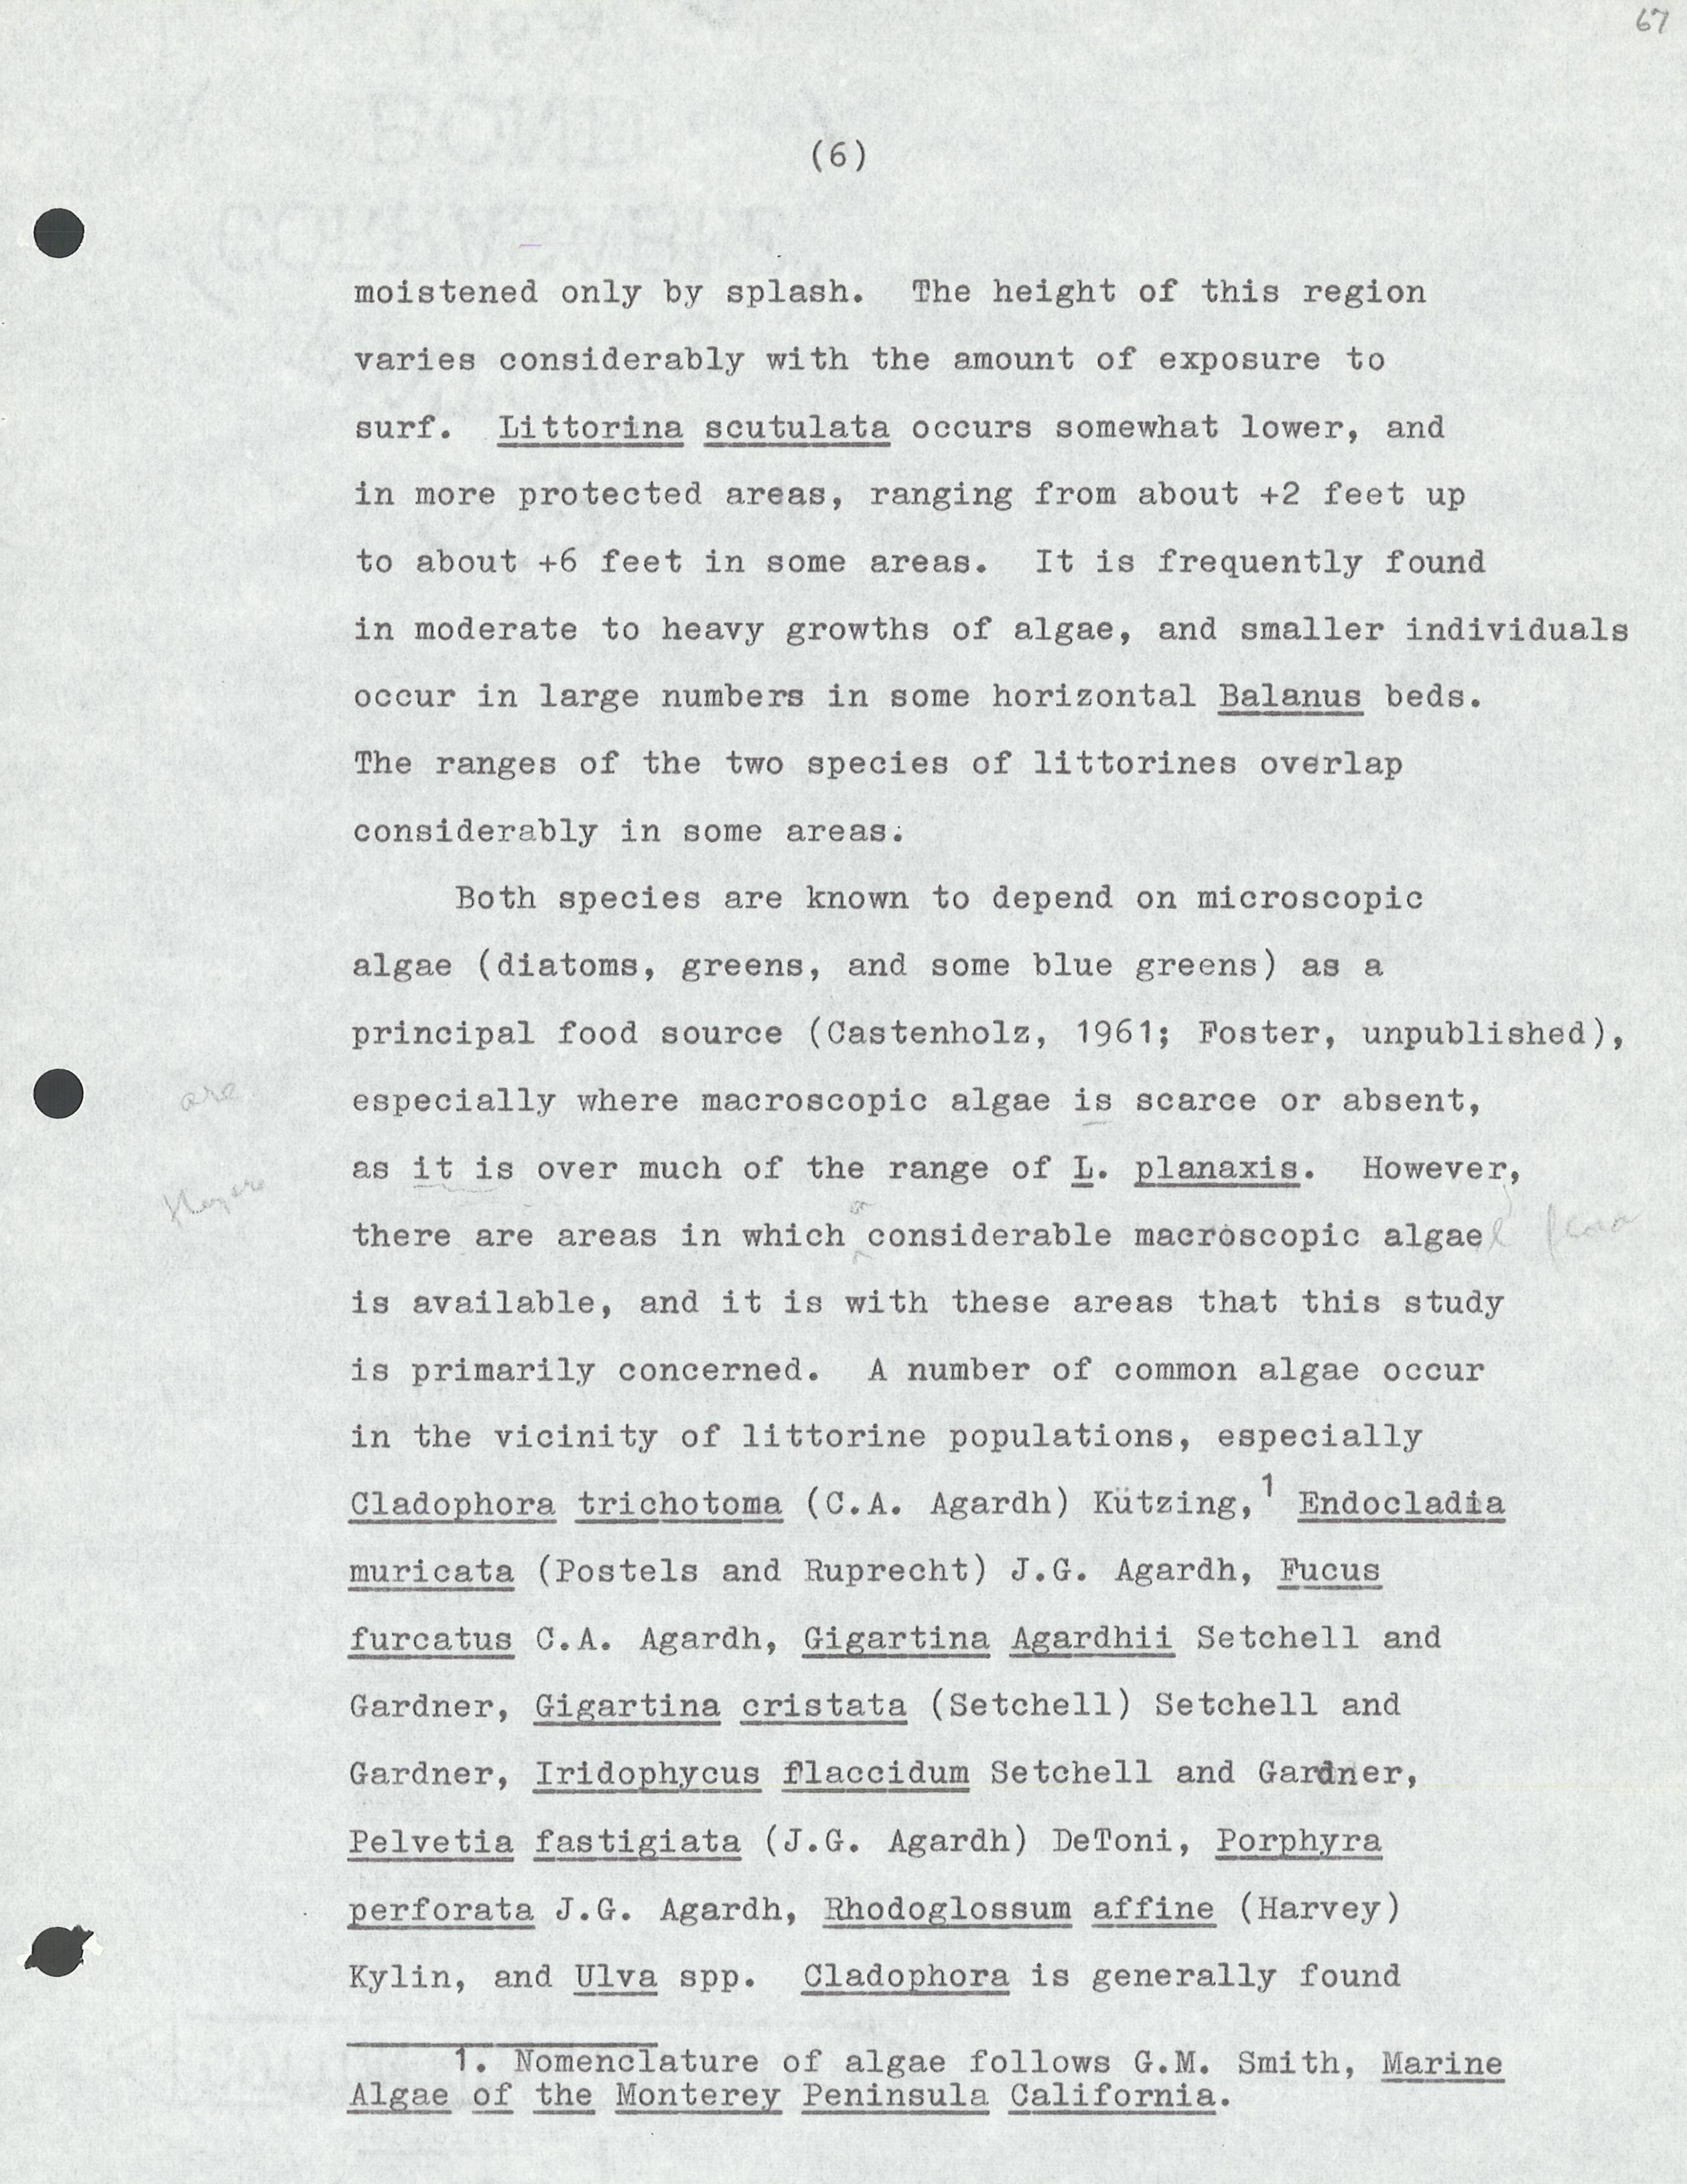 67
(6)
moistened only by splash.  The height of this region
varies considerably with the amount of exposure to
surf.  Littorina scutulata occurs somewhat lower, and
in more protected areas, ranging from about +2 feet up
to about +6 feet in some areas.  It is frequently found
in moderate to heavy growths of algae, and smaller individuals
occur in large numbers in some horizontal Balanus beds.
The ranges of the two species of littorines overlap
considerably in some areas.
Both species are known to depend on microscopic
algae (diatoms, greens, and some blue greens) as a
principal food source (Castenholz, 1961; Foster, unpublished),
are
especially where macroscopic algae is scarce or absent,
as it is over much of the range of L. planaxis.  However,
they are
there are areas in which considerable macroscopic algae
is available, and it is with these areas that this study
is primarily concerned.  A number of common algae occur
in the vicinity of littorine populations, especially
Cladophora trichotoma (C.A. Agardh) Kützing,1 Endocladia
muricata (Postels and Ruprecht) J.G. Agardh, Fucus
furcatus C.A. Agardh, Gigartina Agardhii Setchell and
Gardner, Gigartina cristata (Setchell) Setchell and
Gardner, Iridophycus flaccidum Setchell and Gardner,
Pelvetia fastigiata (J.G. Agardh) DeToni, Porphyra
perforata J.G. Agardh, Rhodoglossum affine (Harvey)
Kylin, and Ulva spp.  Cladophora is generally found
1. Nomenclature of algae follows G.M. Smith, Marine
Algae of the Monterey Peninsula California.